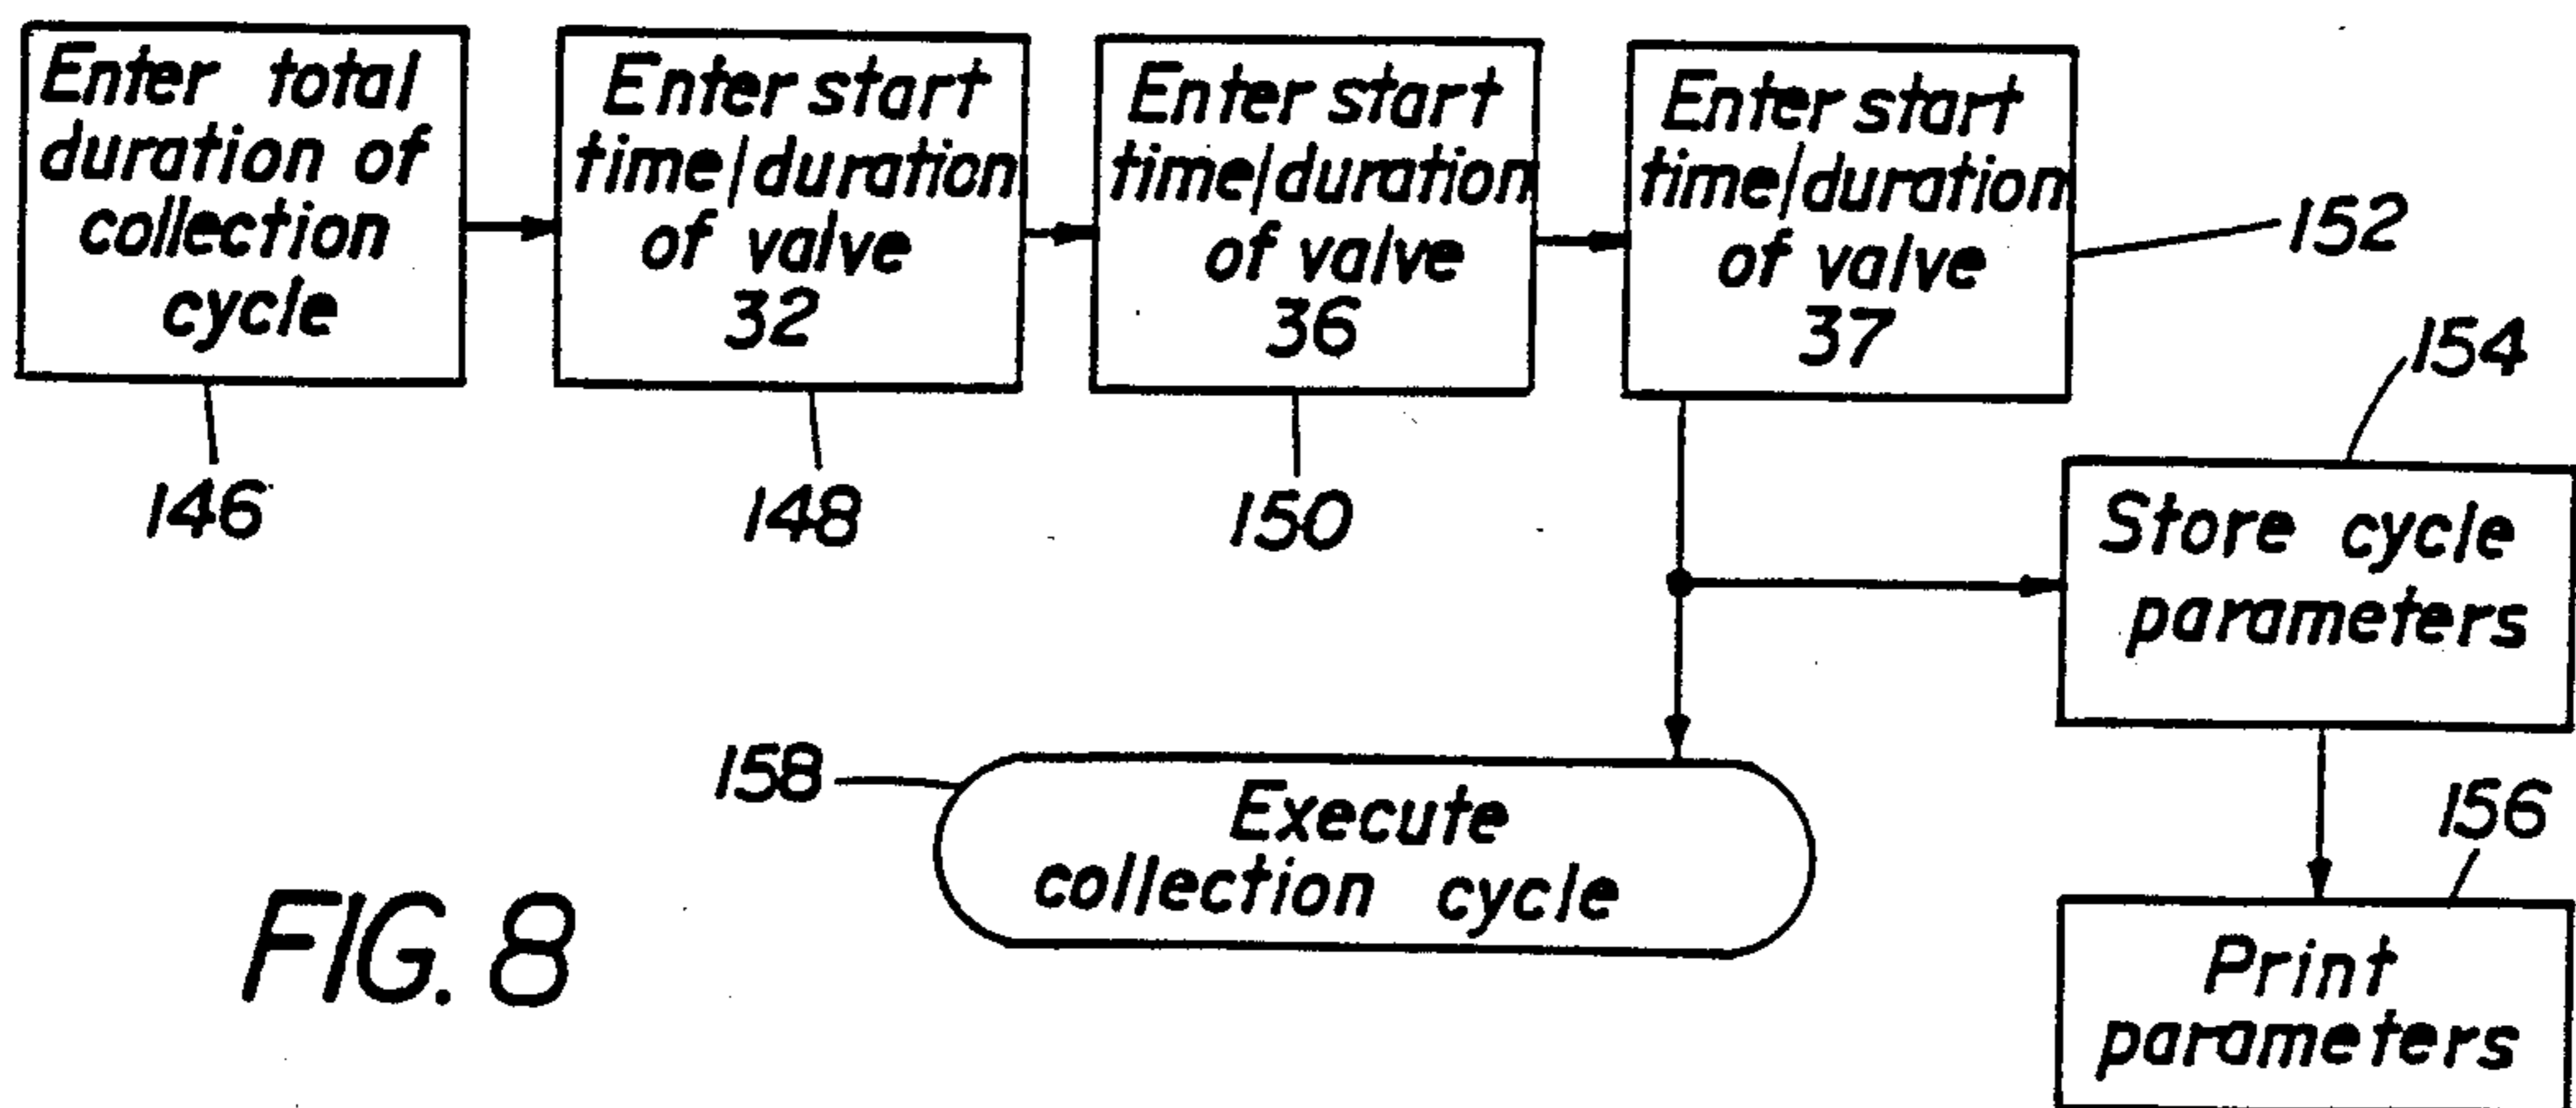 Enter total
duration of
collection
cycle
146
Enter start
time/duration
of valve
32
148
Enter start
time/duration
of valve
36
150
Enter start
time/duration
of valve
37
152
154
Store cycle
parameters
158
Execute
collection cycle
156
Print
parameters
FIG. 8